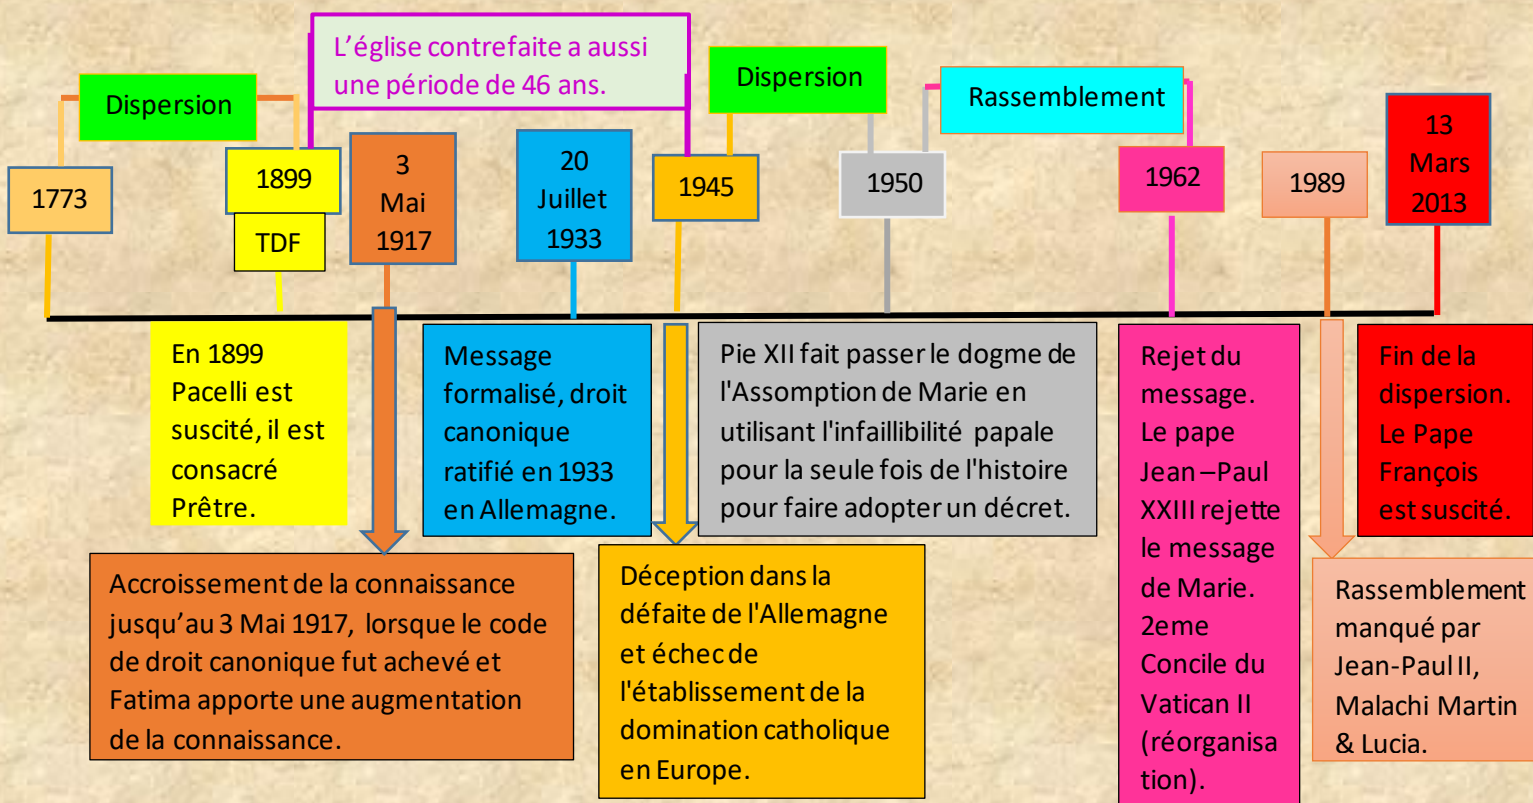 L'église contrefaite a aussi
une période de 46 ans.
Dispersion
Dispersion
Rassemblement
1773
1899
TDF
3
Mai
1917
20
Juillet
1933
1945
1950
1962
1989
13
Mars
2013
En 1899
Pacelli est
suscité, il est
consacré
Prêtre.
Accroissement de la connaissance
jusqu'au 3 Mai 1917, lorsque le code
de droit canonique fut achevé et
Fatima apporte une augmentation
de la connaissance.
Message
formalisé, droit
canonique
ratifié en 1933
en Allemagne.
Déception dans la
défaite de l'Allemagne
et échec de
l'établissement de la
domination catholique
en Europe.
Pie XII fait passer le dogme de
l'Assomption de Marie en
utilisant l'infaillibilité papale
pour la seule fois de l'histoire
pour faire adopter un décret.
Rejet du
message.
Le pape
Jean –Paul
XXIII rejette
le message
de Marie.
2eme
Concile du
Vatican II
(réorganisa
tion).
Rassemblement
manqué par
Jean-Paul II,
Malachi Martin
& Lucia.
Fin de la
dispersion.
Le Pape
François
est suscité.